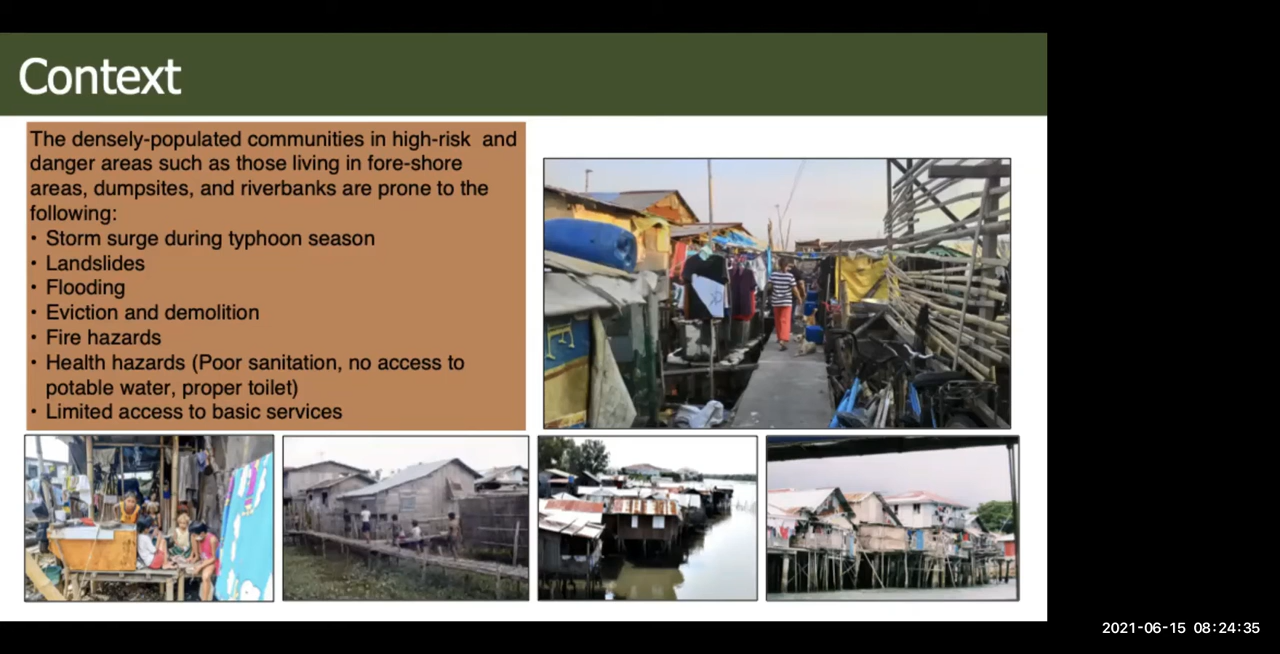 Context
The densely-populated communities in high-risk and
danger areas such as those living in fore-shore
areas, dumpsites, and riverbanks are prone to the
following:
• Storm surge during typhoon season
• Landslides
• Flooding
• Eviction and demolition
• Fire hazards
• Health hazards (Poor sanitation, no access to
potable water, proper toilet)
• Limited access to basic services
2021-06-15 08:24:35